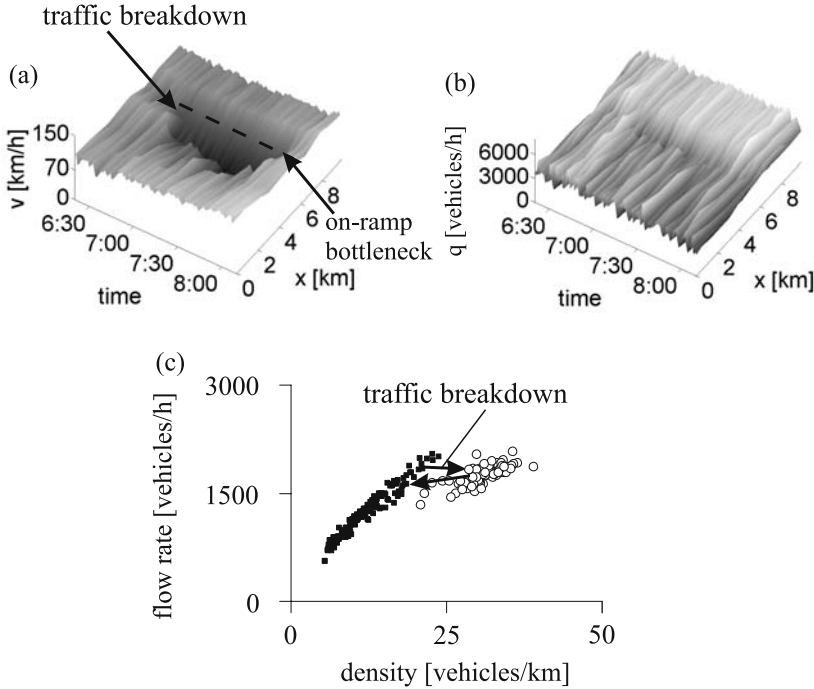 traffic breakdown
(a)
150
70
0
v [km/h]
6:30
7:00
7:30
8:00
time
0
2
4
6
8
x [km]
on-ramp
bottleneck
(b)
6000
3000
0
q [vehicles/h]
6:30
7:00
7:30
8:00
time
0
2
4
6
8
x [km]
(c)
3000
1500
0
flow rate [vehicles/h]
traffic breakdown
0
25
50
density [vehicles/km]